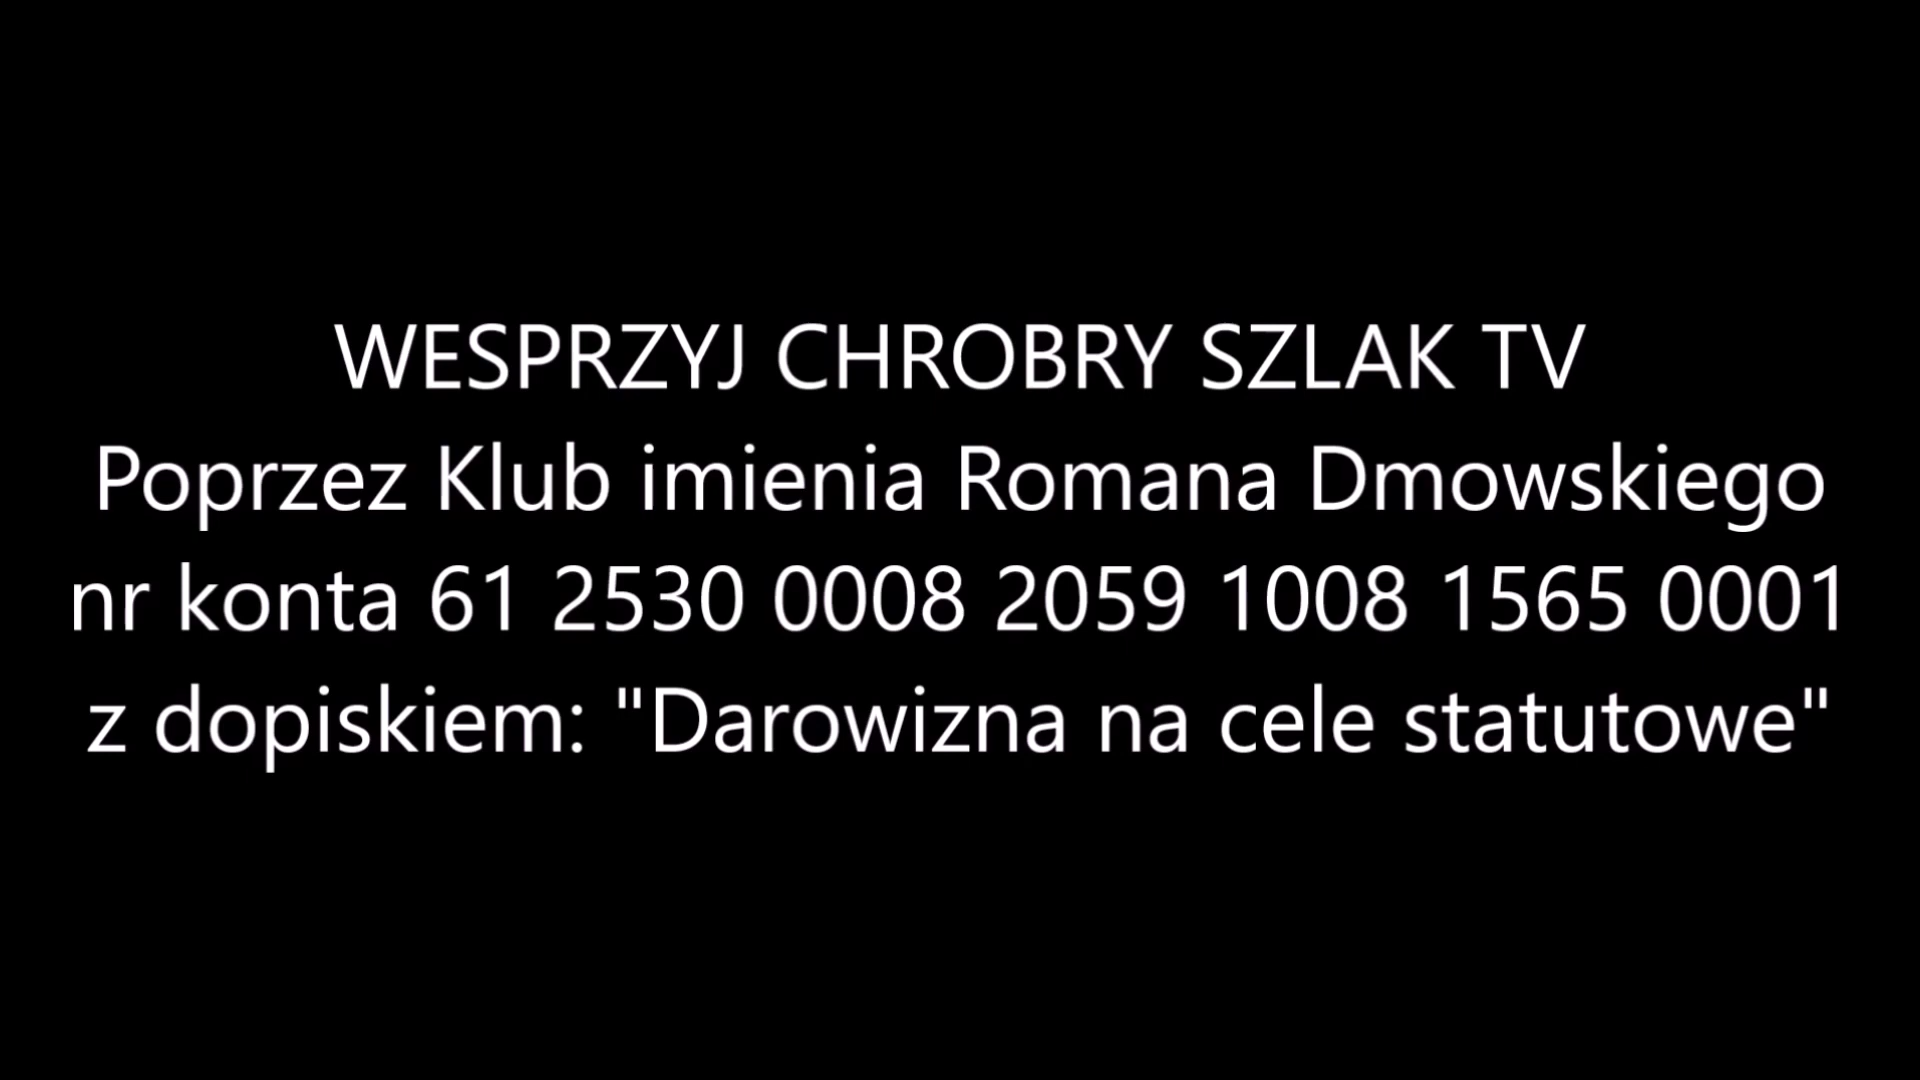 WESPRZYJ CHROBRY SZLAK TV
Poprzez Klub imienia Romana Dmowskiego
nr konta 61 2530 0008 2059 1008 1565 0001
z dopiskiem: "Darowizna na cele statutowe"